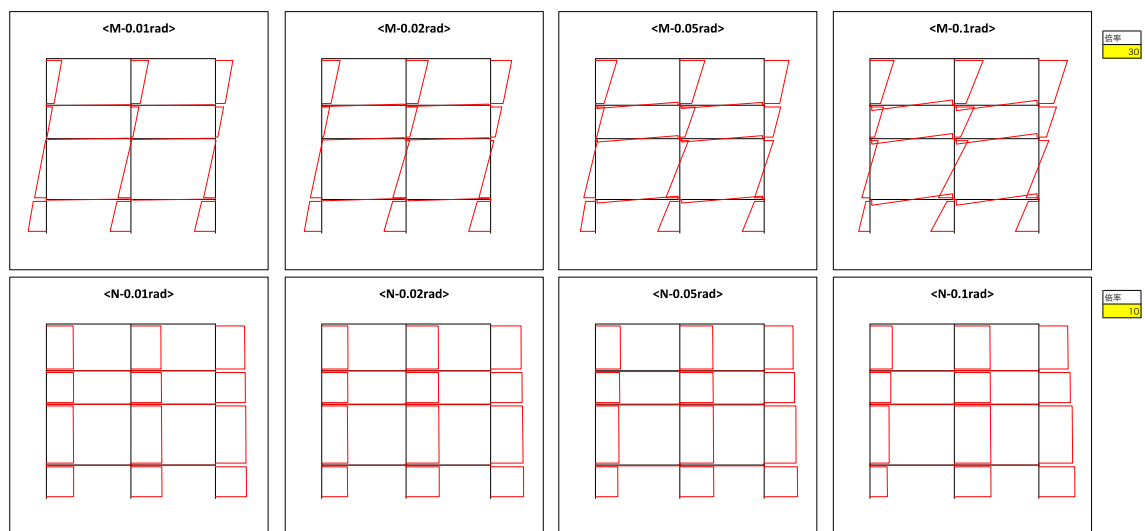 <M-0.01rad>
<M-0.02rad>
<M-0.05rad>
<M-0.1rad>
倍率
30
<N-0.01rad>
<N-0.02rad>
<N-0.05rad>
<N-0.1rad>
倍率
10